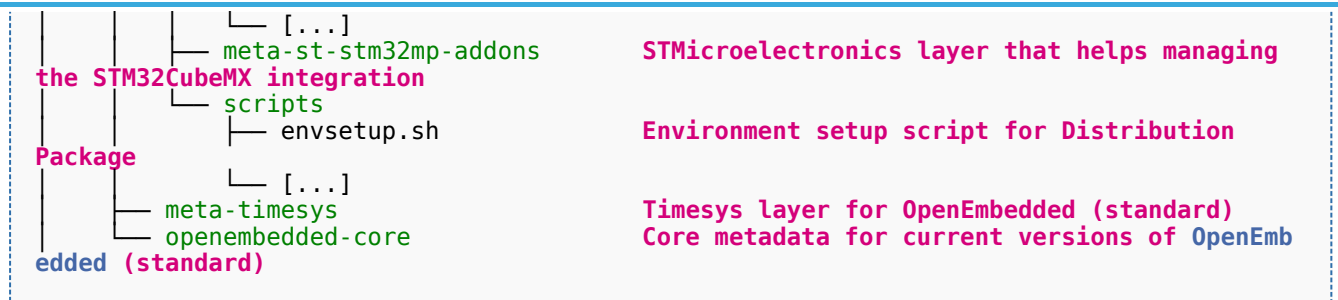 │   │   │   └── [...]
│   │   ├── meta-st-stm32mp-addons          STMicroelectronics layer that helps managing
the STM32CubeMX integration
│   │   └── scripts
│   │       ├── envsetup.sh                 Environment setup script for Distribution
Package
│   │       └── [...]
│   ├── meta-timesys                        Timesys layer for OpenEmbedded (standard)
│   └── openembedded-core                   Core metadata for current versions of OpenEmb
edded (standard)